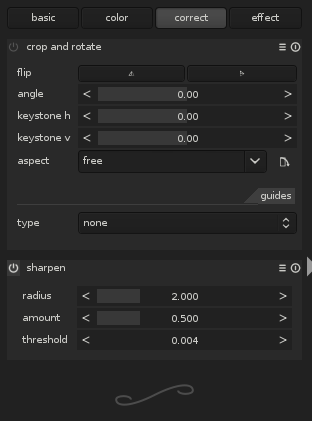 basic color correct effect
crop and rotate
flip
angle < 0.00 >
keystone h < 0.00 >
keystone v < 0.00 >
aspect free
guides
type none
sharpen
radius < 2.000 >
amount < 0.500 >
threshold < 0.004 >